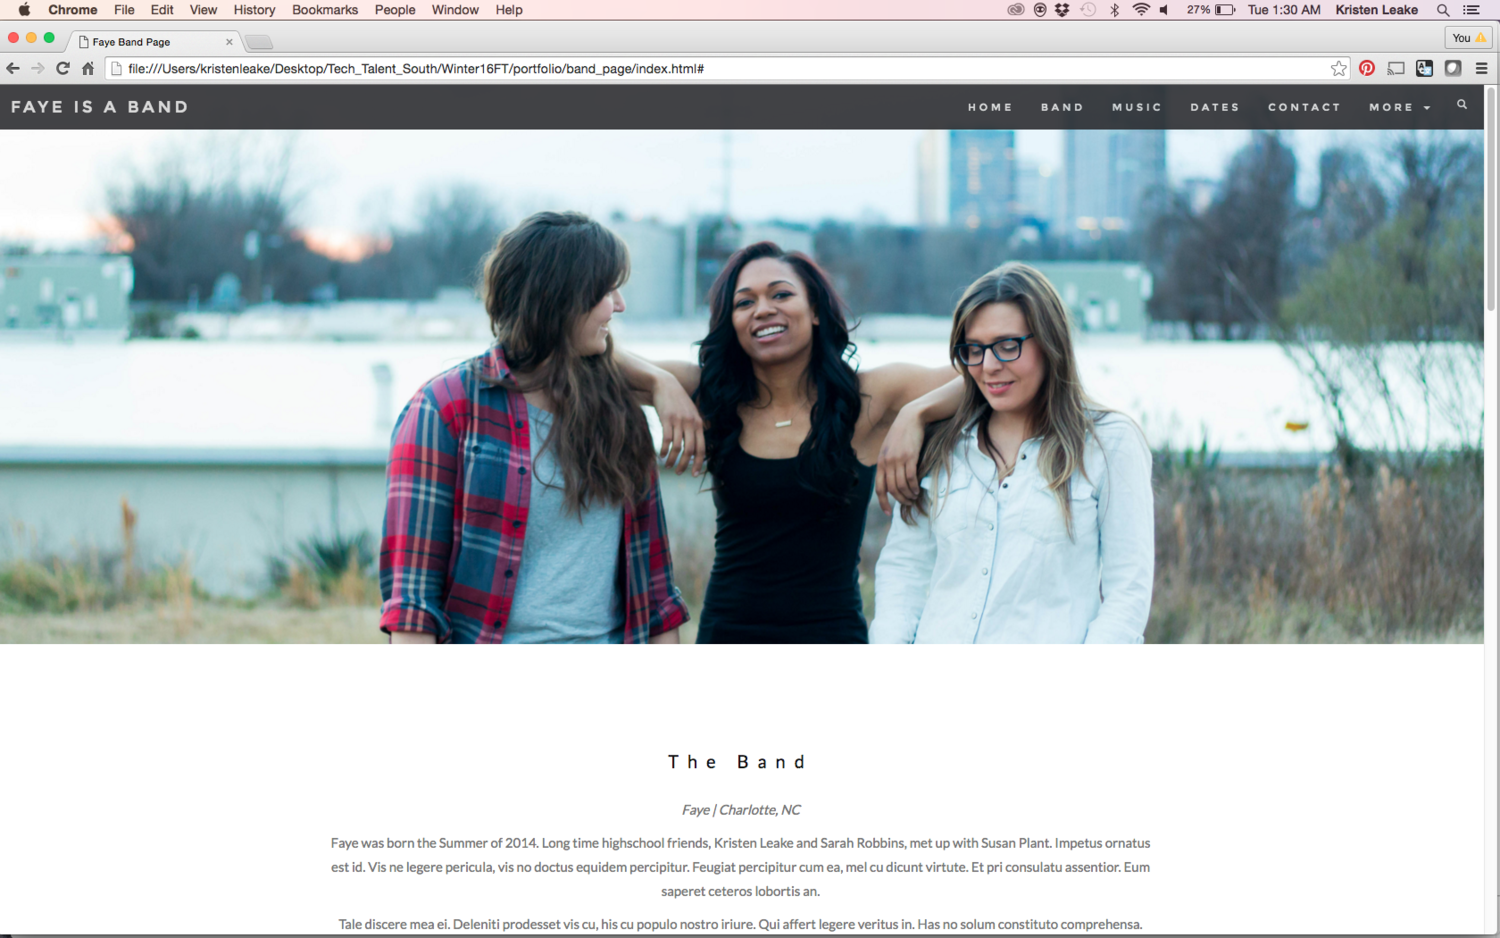 Chrome File Edit View History Bookmarks People Window Help 27% Tue 1:30 AM Kristen Leake
Faye Band Page You
file:///Users/kristenleake/Desktop/Tech_Talent_South/Winter16FT/portfolio/band_page/index.html#
FAYE IS A BAND HOME BAND MUSIC DATES CONTACT MORE
The Band
Faye | Charlotte, NC
Faye was born the Summer of 2014. Long time highschool friends, Kristen Leake and Sarah Robbins, met up with Susan Plant. Impetus ornatus
est id. Vis ne legere pericula, vis no doctus equidem percipitur. Feugiat percipitur cum ea, mel cu dicunt virtute. Et pri consulatu assentior. Eum
saperet ceteros lobortis an.
Tale discere mea ei. Deleniti prodesset vis cu, his cu populo nostro iriure. Qui affert legere veritus in. Has no solum constituto comprehensa.